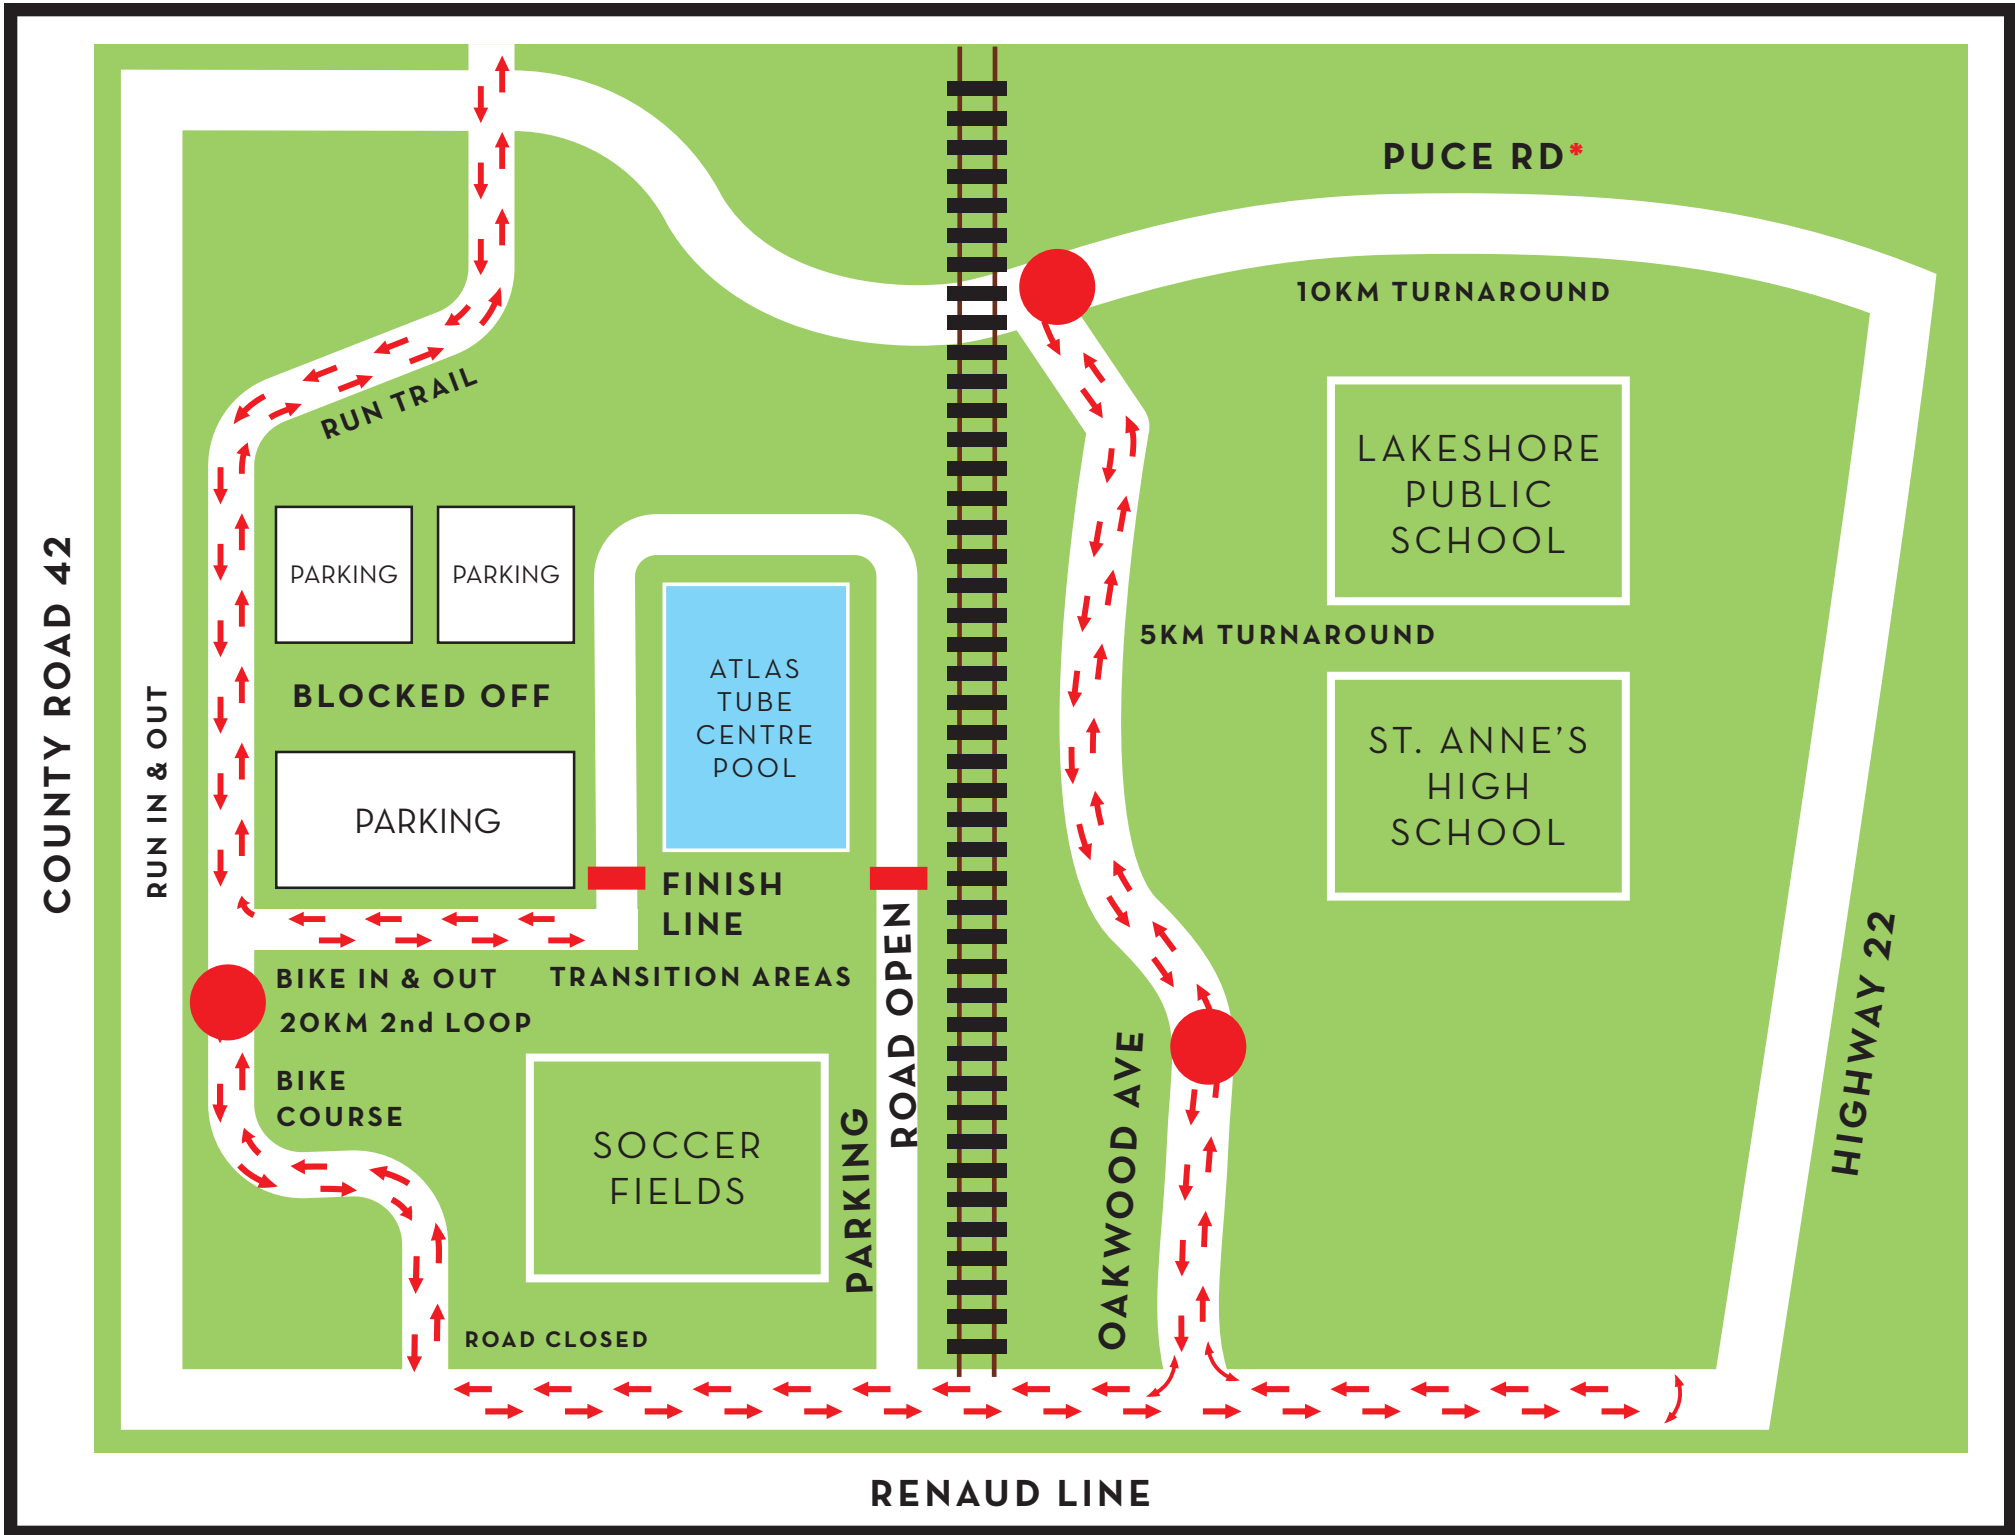 PUCE RD*
10KM TURNAROUND
RUN TRAIL
LAKESHORE
PUBLIC
SCHOOL
PARKING
PARKING
5KM TURNAROUND
ATLAS
TUBE
CENTRE
POOL
BLOCKED OFF
COUNTY ROAD 42
RUN IN & OUT
ST. ANNE’S
HIGH
SCHOOL
PARKING
FINISH
LINE
BIKE IN & OUT
TRANSITION AREAS
20KM 2nd LOOP
ROAD OPEN
HIGHWAY 22
BIKE
COURSE
SOCCER
FIELDS
PARKING
OAKWOOD AVE
ROAD CLOSED
RENAUD LINE